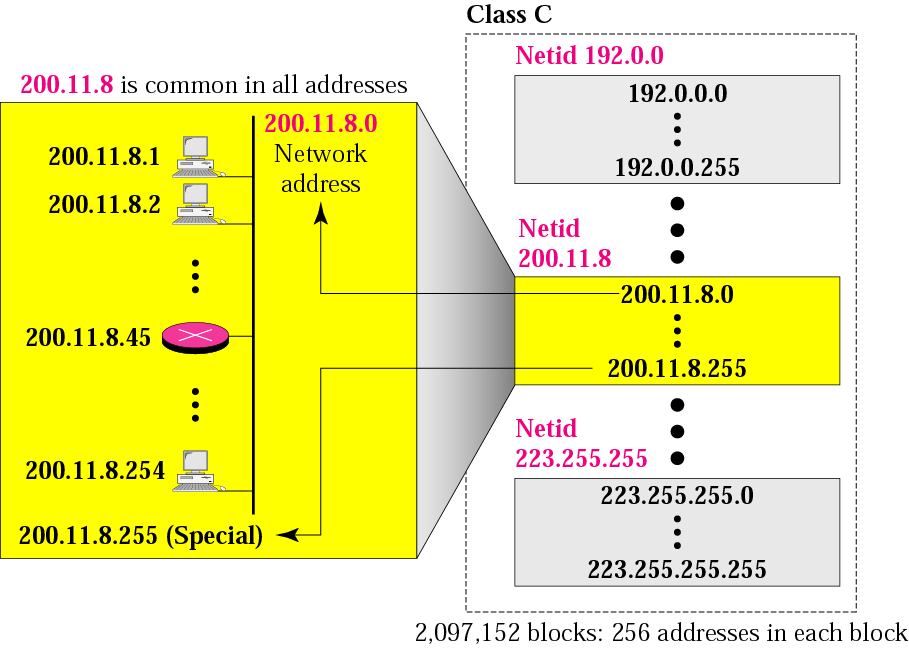 Class C
200.11.8 is common in all addresses
200.11.8.0
Network
address
200.11.8.1
200.11.8.2
200.11.8.45
200.11.8.254
200.11.8.255 (Special)
Netid 192.0.0
192.0.0.0
192.0.0.255
Netid
200.11.8
200.11.8.0
200.11.8.255
Netid
223.255.255
223.255.255.0
223.255.255.255
2,097,152 blocks: 256 addresses in each block